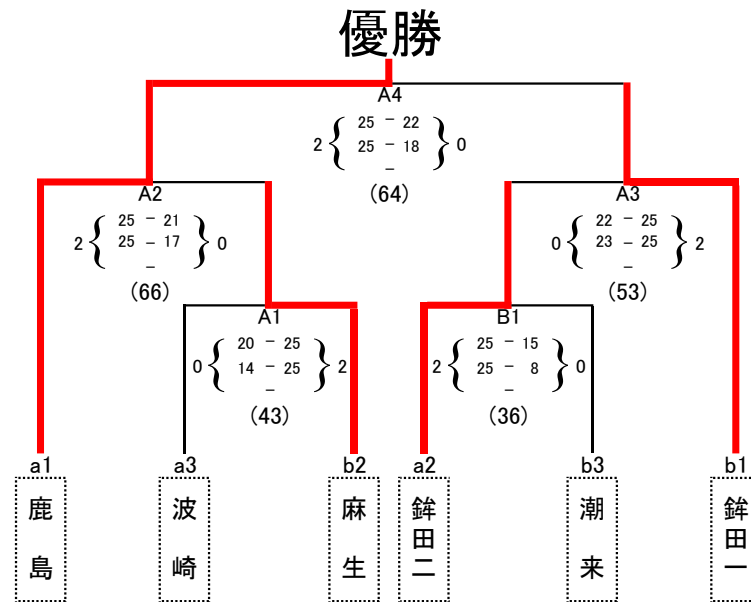 優勝
A4
25 - 22
2 { 25 - 18 } 0
-
(64)
A2
25 - 21
2 { 25 - 17 } 0
-
(66)
A3
22 - 25
0 { 23 - 25 } 2
-
(53)
A1
20 - 25
0 { 14 - 25 } 2
-
(43)
B1
25 - 15
2 { 25 - 8 } 0
-
(36)
a1 a3 b2 a2 b3 b1
鹿島
波崎
麻生
鉾田二
潮来
鉾田一